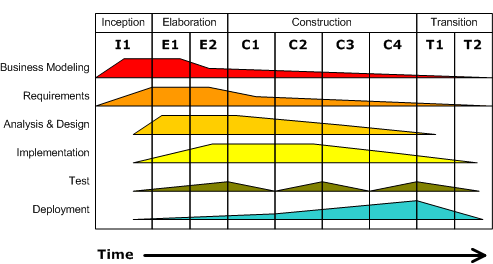 Inception Elaboration Construction Transition
I1 E1 E2 C1 C2 C3 C4 T1 T2
Business Modeling
Requirements
Analysis & Design
Implementation
Test
Deployment
Time